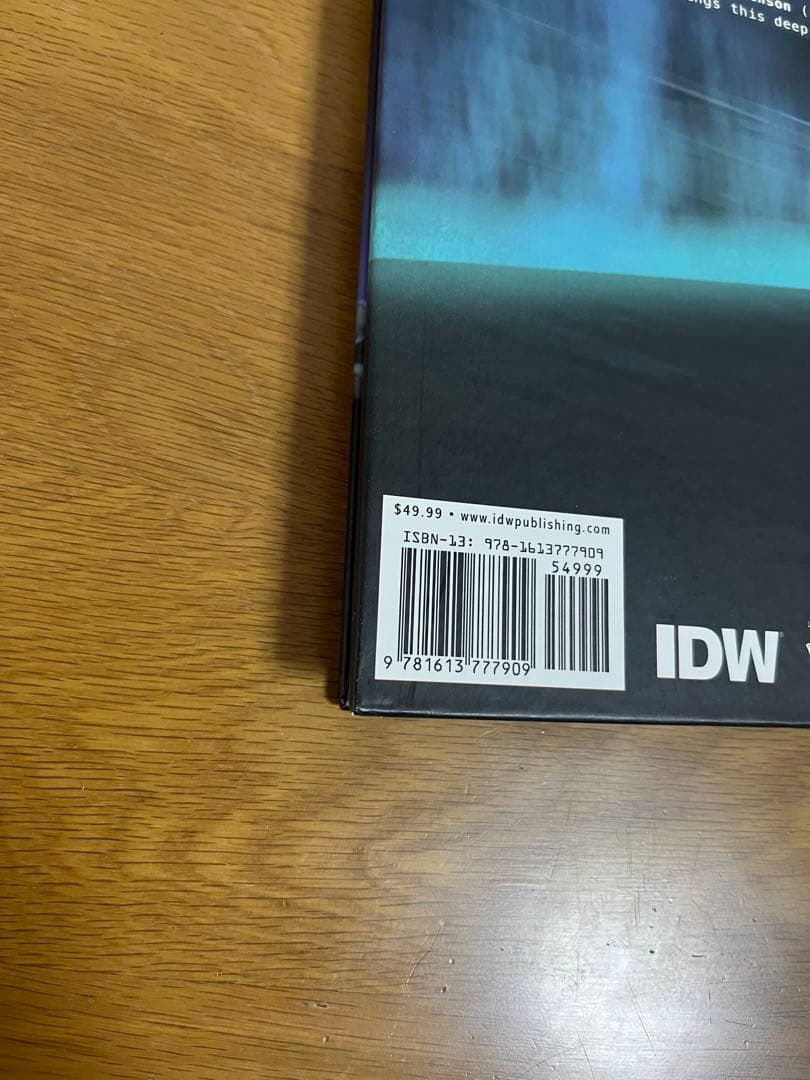 nson (
ngs this deep
$49.99 • www.idwpublishing.com
ISBN-13: 978-1613777909
54999
9 781613 777909
IDW